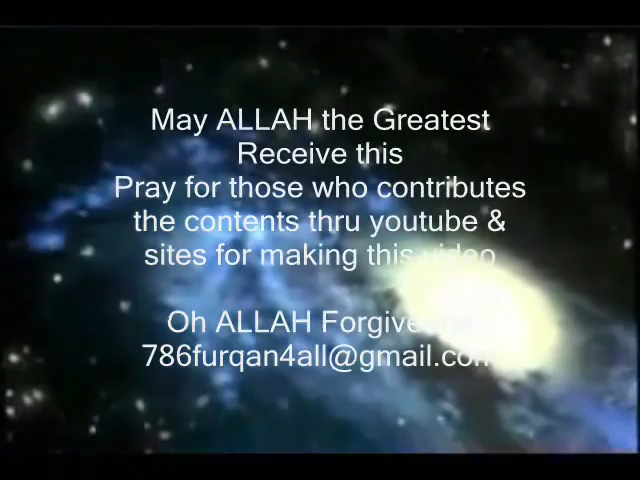 May ALLAH the Greatest
Receive this
Pray for those who contributes
the contents thru youtube &
sites for making this video
Oh ALLAH Forgive
786furqan4all@gmail.com